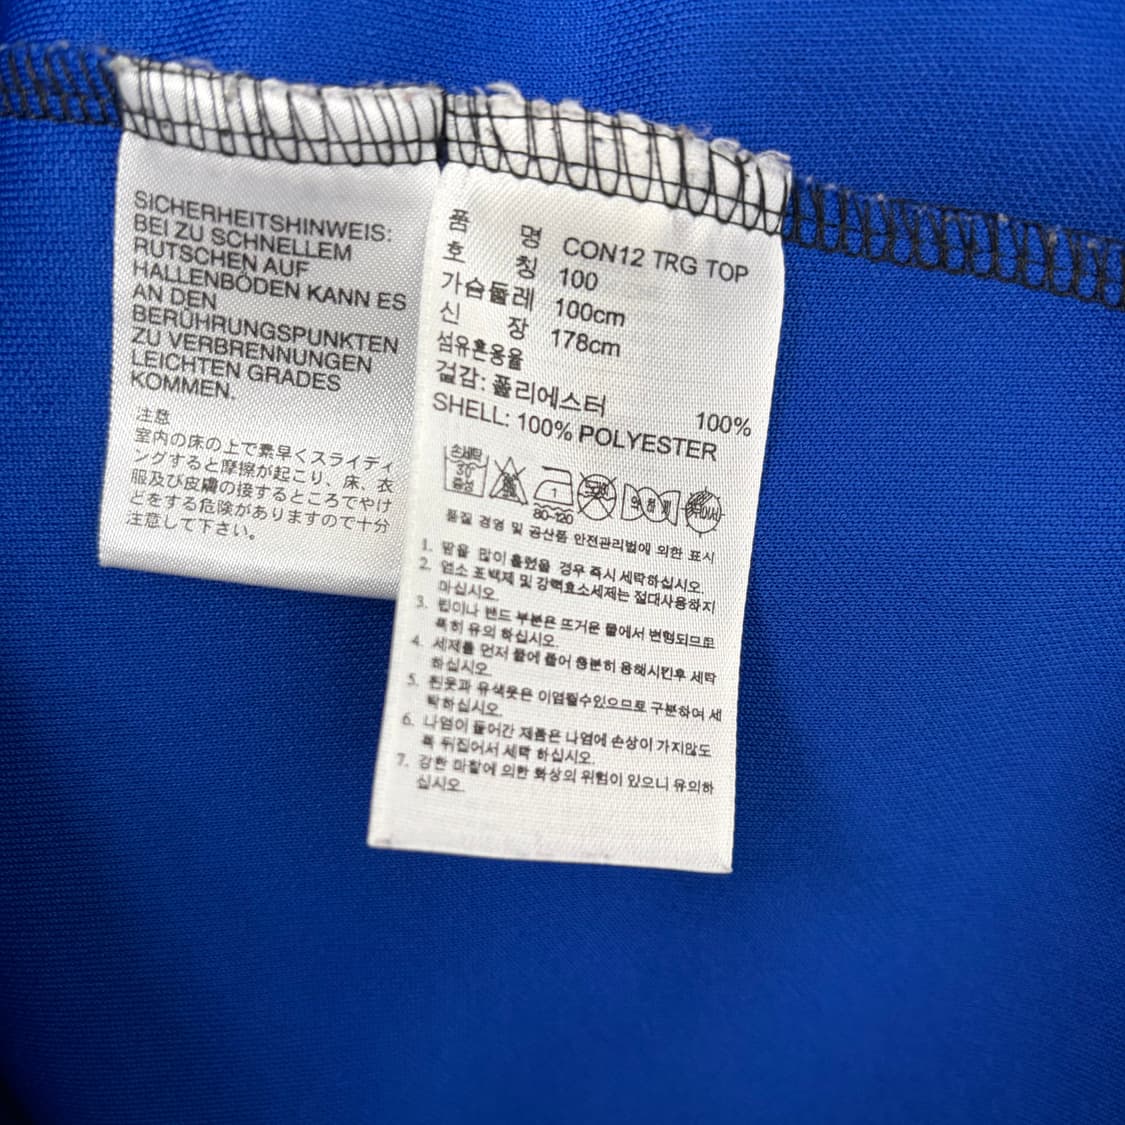 SICHERHEITSHINWEIS:
BEI ZU SCHNELLEM
RUTSCHEN AUF
HALLENBÖDEN KANN ES
AN DEN
BERÜHRUNGSPUNKTEN
ZU VERBRENNUNGEN
LEICHTEN GRADES
KOMMEN.
注意
室内の床の上で素早くスライディ
ングすると摩擦が起こり、床、衣
服及び皮膚の接するところでやけ
どをする危険がありますので十分
注意して下さい。
품 명 CON12 TRG TOP
호 칭 100
가슴둘레 100cm
신 장 178cm
섬유혼용율
겉감: 폴리에스터 100%
SHELL: 100% POLYESTER
손세탁
30
중성
1
80-120
품질 경영 및 공산품 안전관리법에 의한 표시
1. 땀을 많이 흘렸을 경우 즉시 세탁하십시오.
2. 염소 표백제 및 강력효소세제는 절대사용하지
마십시오.
3. 립이나 밴드 부분은 뜨거운 물에서 변형되므로
특히 유의 하십시오.
4. 세제를 먼저 물에 풀어 충분히 용해시킨후 세탁
하십시오.
5. 흰옷과 유색옷은 이염될수있으므로 구분하여 세
탁하십시오.
6. 나염이 들어간 제품은 나염에 손상이 가지않도
록 뒤집어서 세탁 하십시오.
7. 강한 마찰에 의한 화상의 위험이 있으니 유의하
십시오.